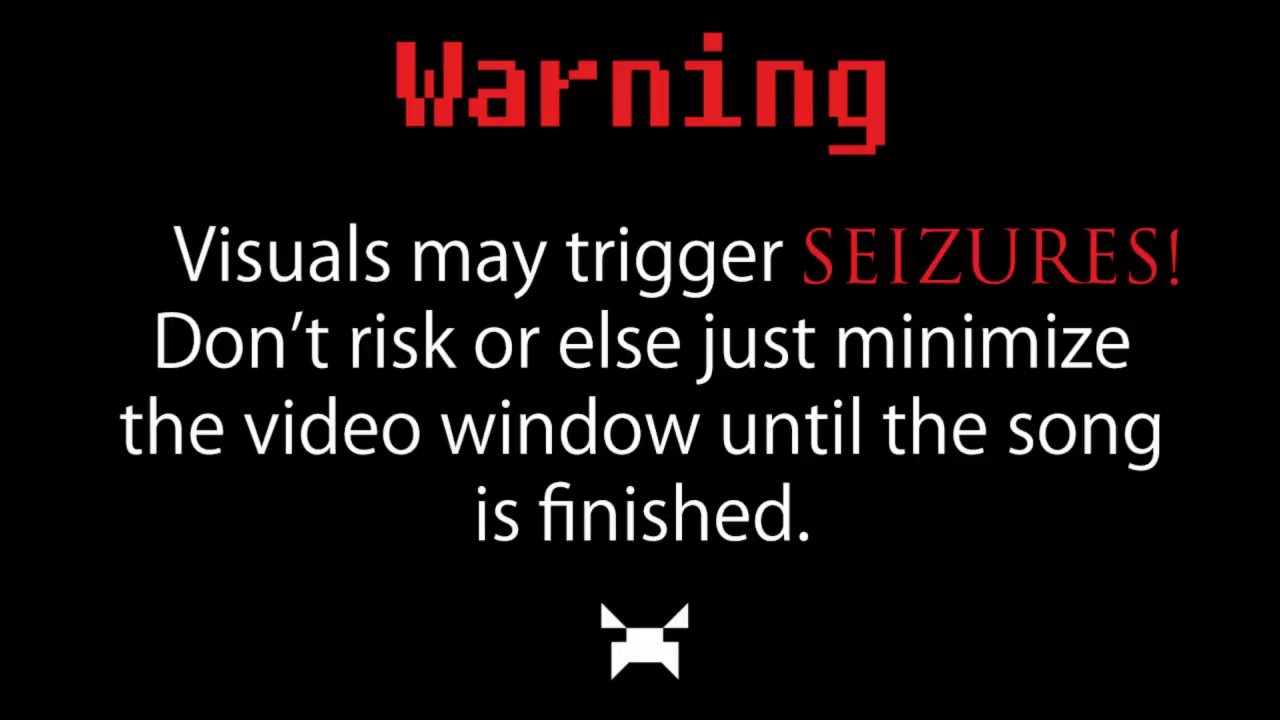 Warning
Visuals may trigger SEIZURES!
Don’t risk or else just minimize
the video window until the song
is finished.